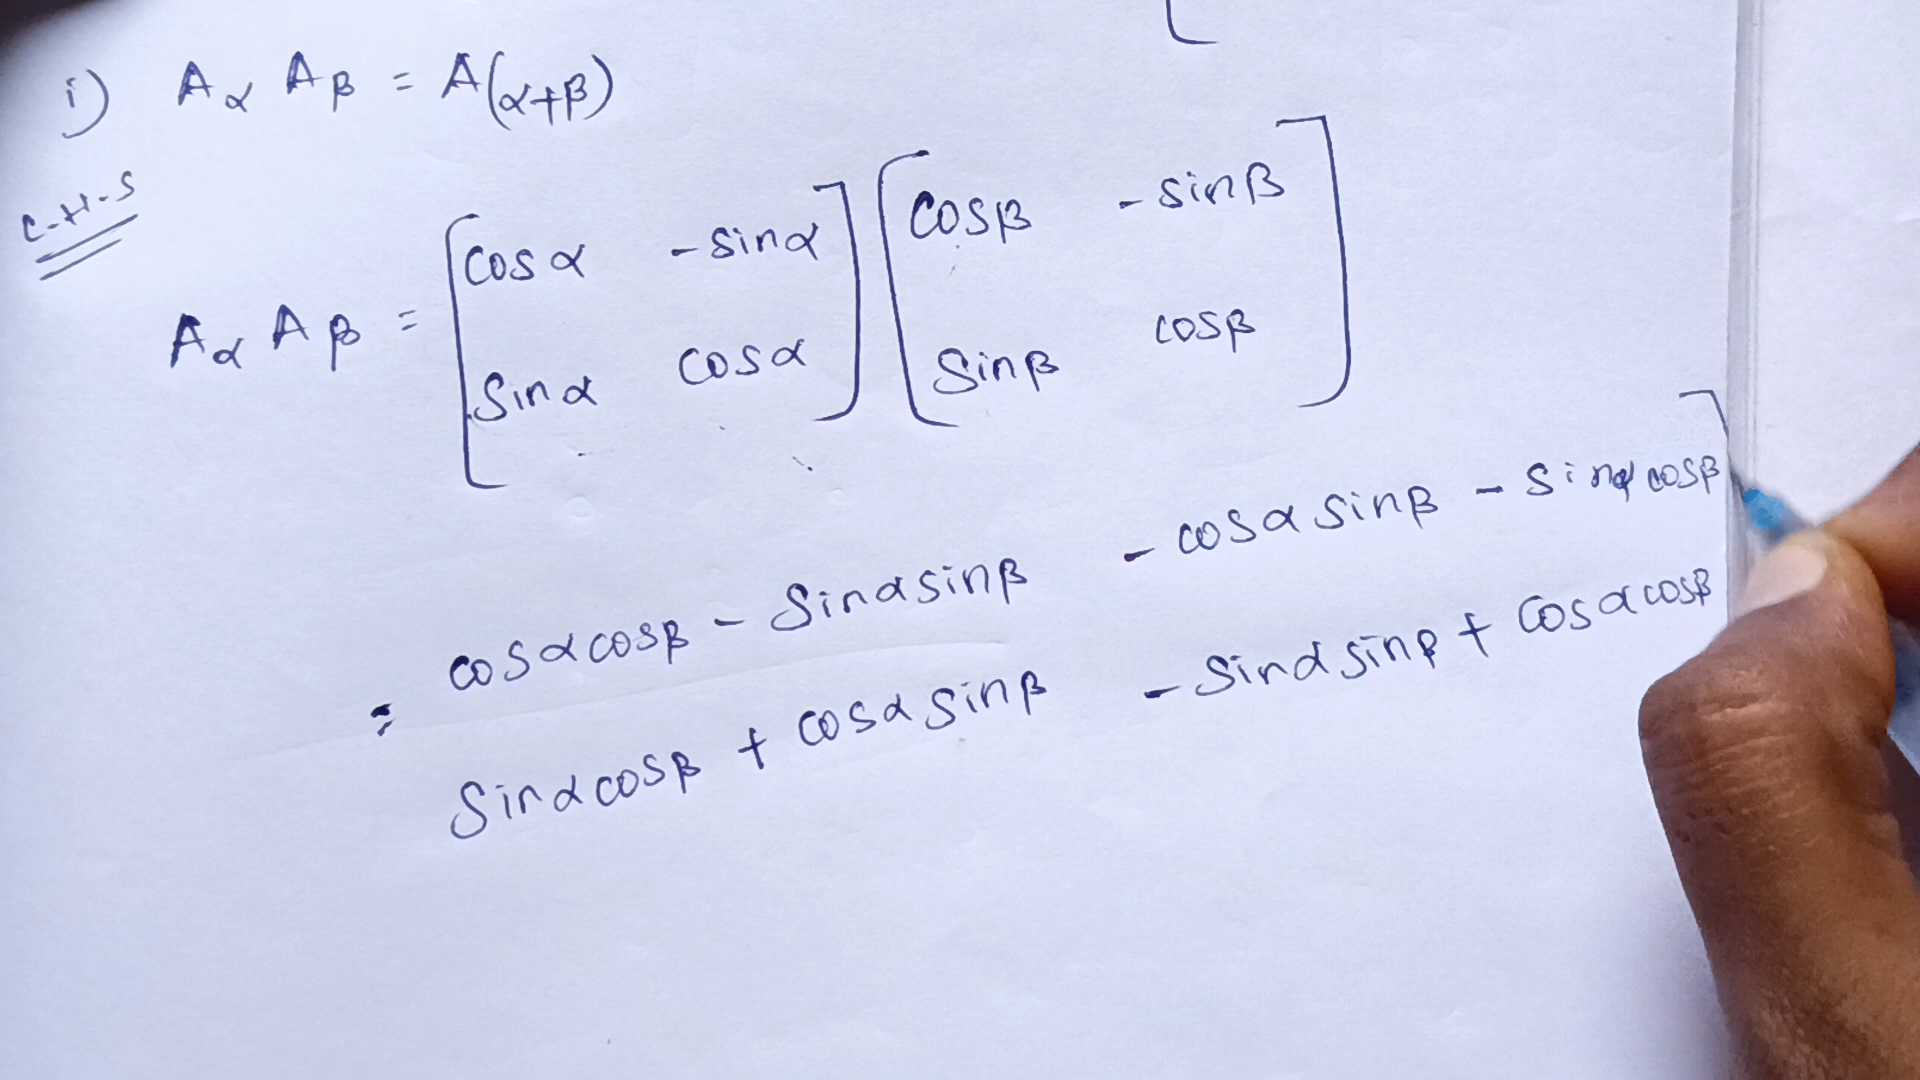 i) Aα Aβ = A(α+β)
L-H-S
Aα Aβ = [cosα -sinα] [cosβ -sinβ]
[sinα cosα] [sinβ cosβ]
= cosαcosβ - sinαsinβ -cosαsinβ - sinαcosβ]
sinαcosβ + cosαsinβ -sinαsinβ + cosαcosβ